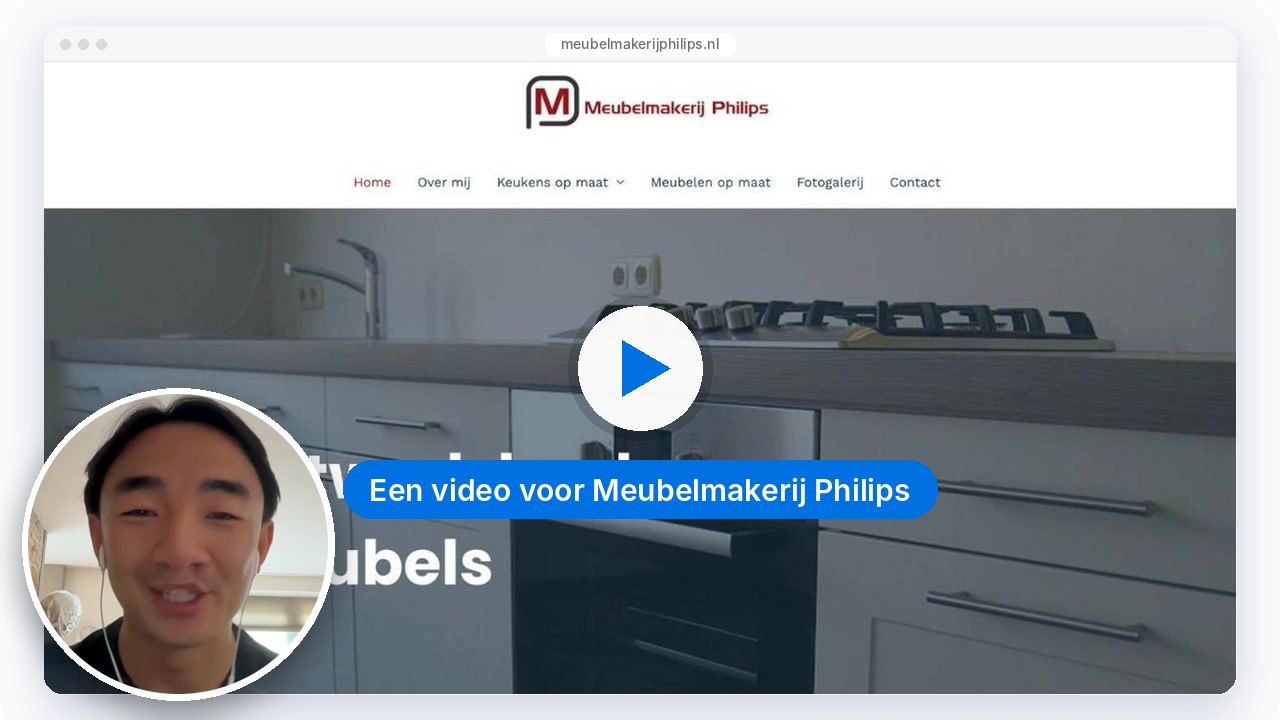 meubelmakerijphilips.nl
M
Meubelmakerij Philips
Home Over mij Keukens op maat Meubelen op maat Fotogalerij Contact
Een video voor Meubelmakerij Philips
ubels